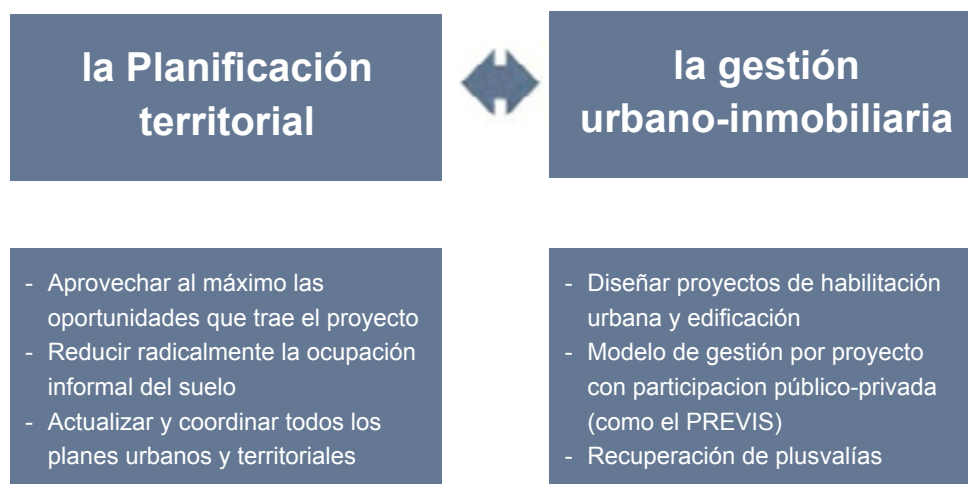 la Planificación
territorial
la gestión
urbano-inmobiliaria
- Aprovechar al máximo las
oportunidades que trae el proyecto
- Reducir radicalmente la ocupación
informal del suelo
- Actualizar y coordinar todos los
planes urbanos y territoriales
- Diseñar proyectos de habilitación
urbana y edificación
- Modelo de gestión por proyecto
con participacion público-privada
(como el PREVIS)
- Recuperación de plusvalías